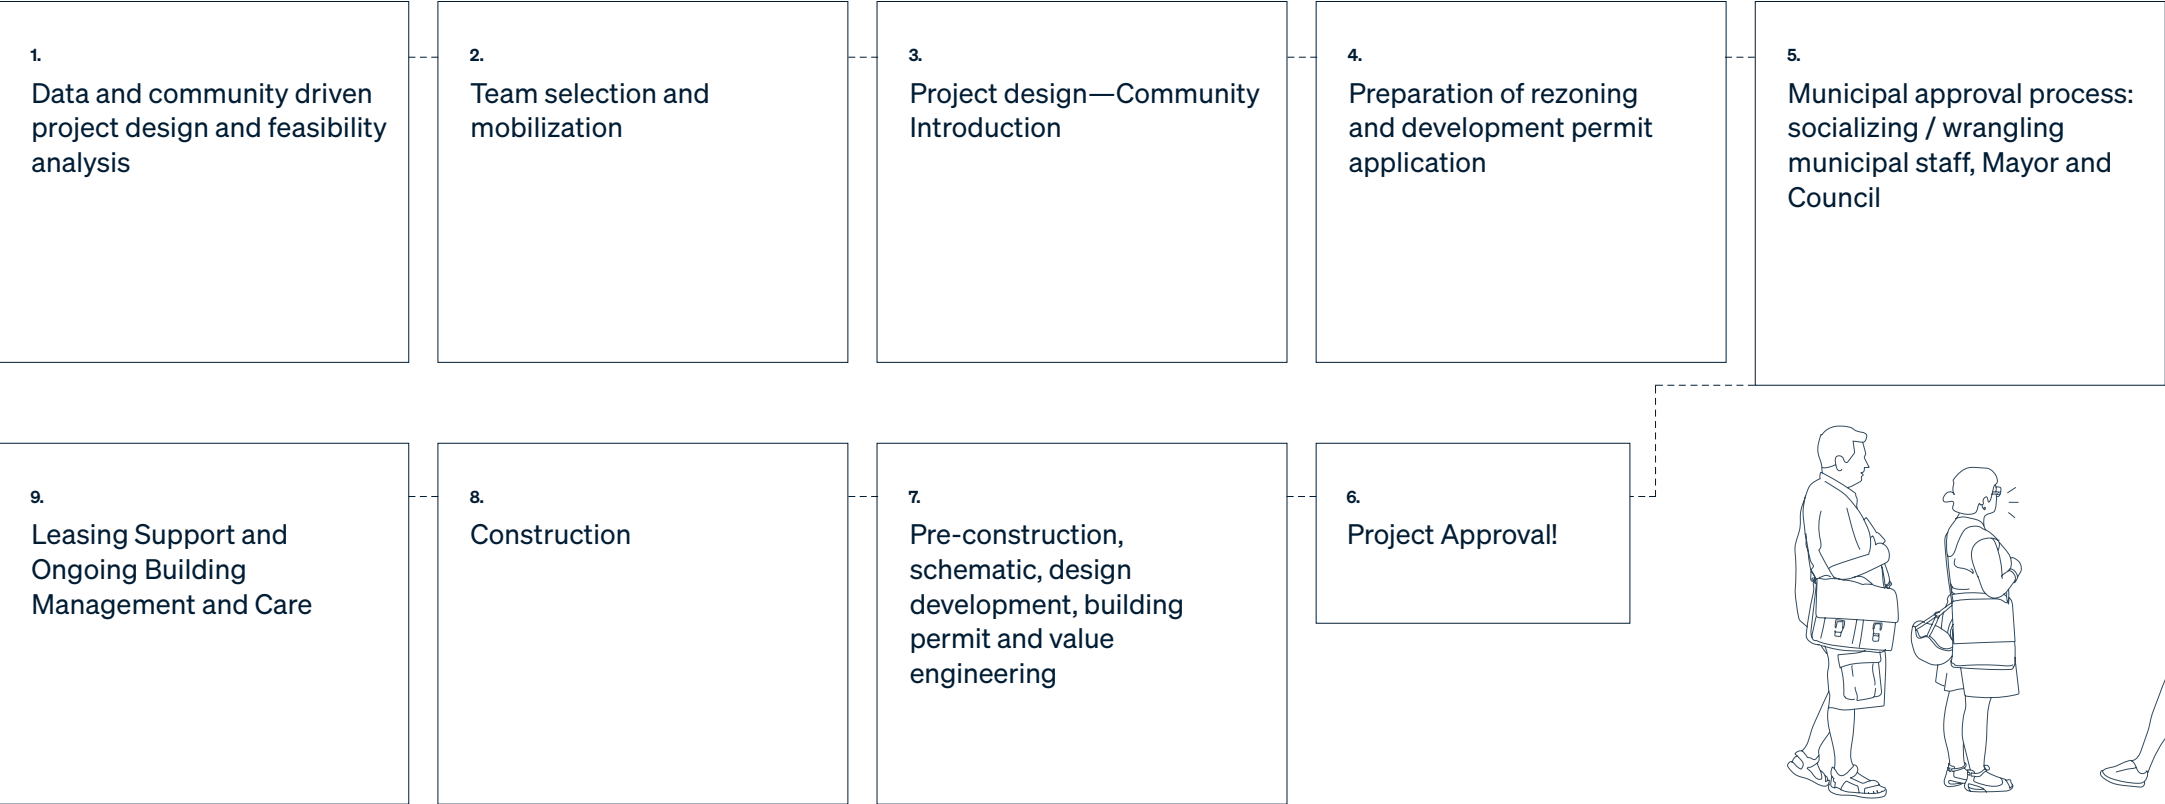 1.
Data and community driven
project design and feasibility
analysis
2.
Team selection and
mobilization
3.
Project design—Community
Introduction
4.
Preparation of rezoning
and development permit
application
5.
Municipal approval process:
socializing / wrangling
municipal staff, Mayor and
Council
6.
Project Approval!
7.
Pre-construction,
schematic, design
development, building
permit and value
engineering
8.
Construction
9.
Leasing Support and
Ongoing Building
Management and Care